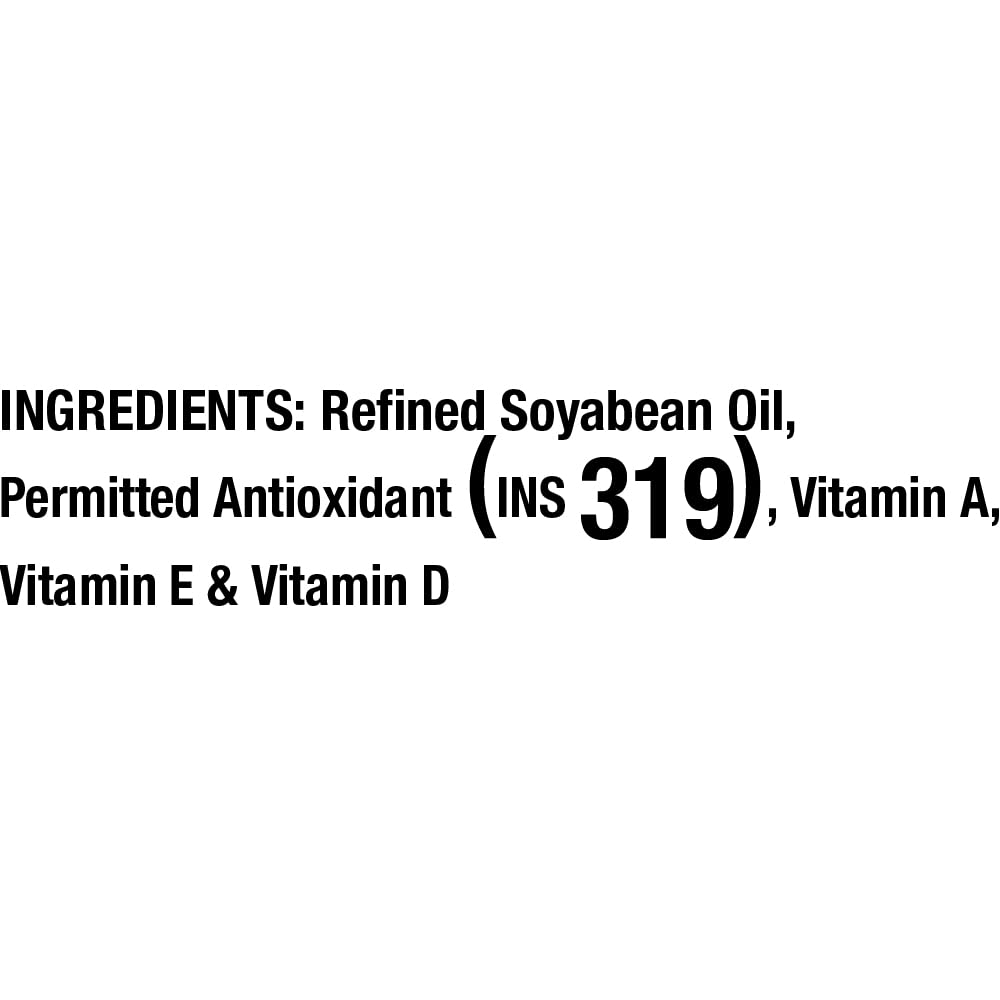 INGREDIENTS: Refined Soyabean Oil,
Permitted Antioxidant (INS 319), Vitamin A,
Vitamin E & Vitamin D